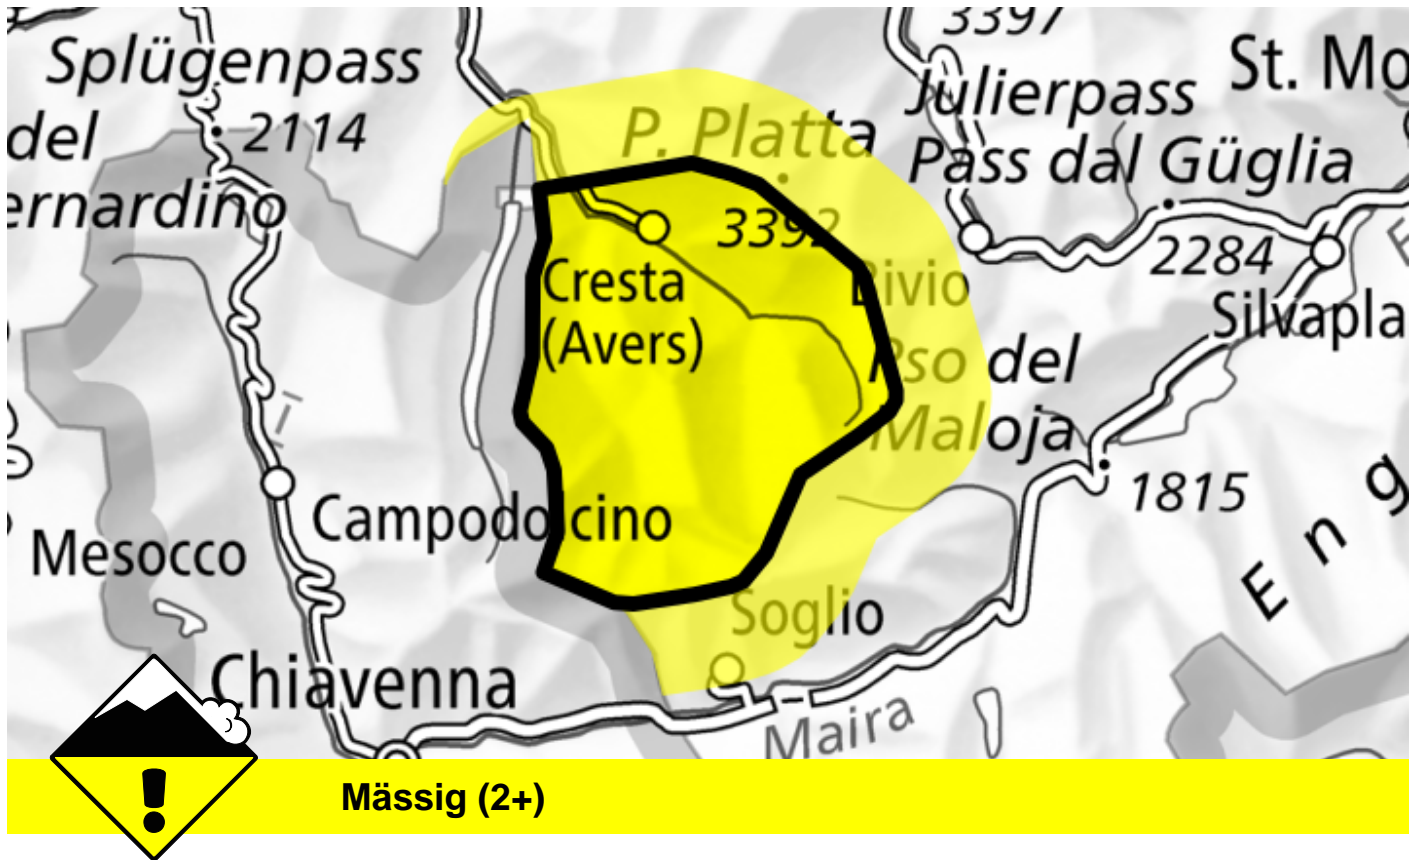 3397
Splügenpass
St. Mo
Julierpass
del
2114
P. Platta
Pass dal Güglia
ernardino
3392
2284
Cresta
(Avers)
Bivio
Silvapla
Pso del
Maloja
1815
Campodolcino
Mesocco
Eng
Soglio
Chiavenna
Maira
!
Mässig (2+)